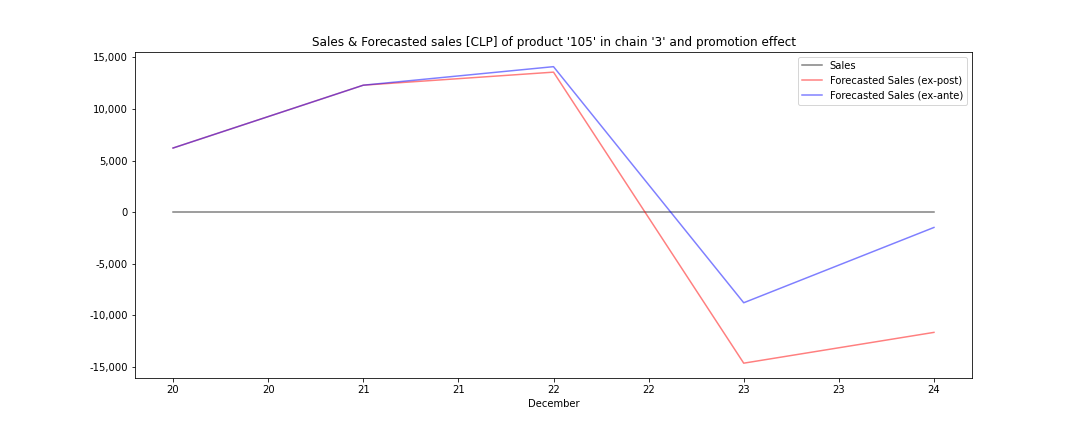 Sales & Forecasted sales [CLP] of product '105' in chain '3' and promotion effect
15,000
10,000
5,000
0
-5,000
-10,000
-15,000
Sales
Forecasted Sales (ex-post)
Forecasted Sales (ex-ante)
20 20 21 21 22 22 23 23 24
December